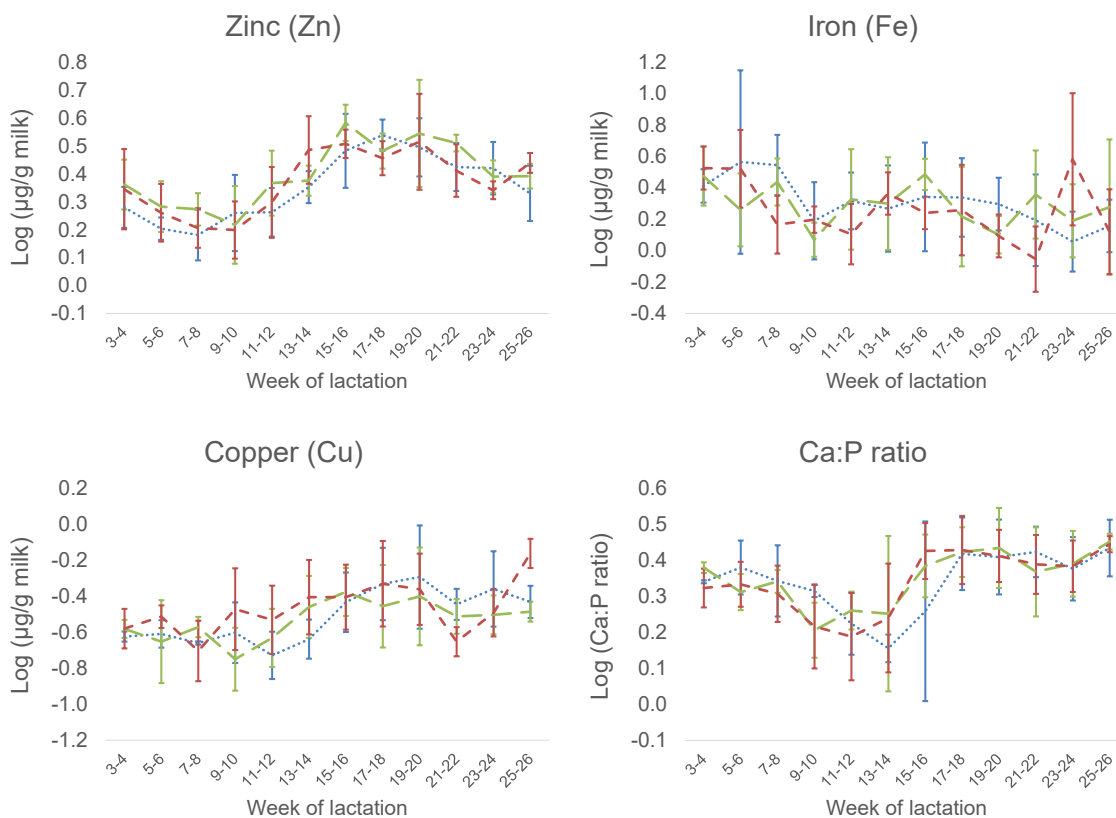 Zinc (Zn)
Log (µg/g milk)
0.8
0.7
0.6
0.5
0.4
0.3
0.2
0.1
0.0
-0.1
3-4 5-6 7-8 9-10 11-12 13-14 15-16 17-18 19-20 21-22 23-24 25-26
Week of lactation
Iron (Fe)
Log (µg/g milk)
1.2
1.0
0.8
0.6
0.4
0.2
0.0
-0.2
-0.4
3-4 5-6 7-8 9-10 11-12 13-14 15-16 17-18 19-20 21-22 23-24 25-26
Week of lactation
Copper (Cu)
Log (µg/g milk)
0.2
0.0
-0.2
-0.4
-0.6
-0.8
-1.0
-1.2
3-4 5-6 7-8 9-10 11-12 13-14 15-16 17-18 19-20 21-22 23-24 25-26
Week of lactation
Ca:P ratio
Log (Ca:P ratio)
0.6
0.5
0.4
0.3
0.2
0.1
0.0
-0.1
3-4 5-6 7-8 9-10 11-12 13-14 15-16 17-18 19-20 21-22 23-24 25-26
Week of lactation